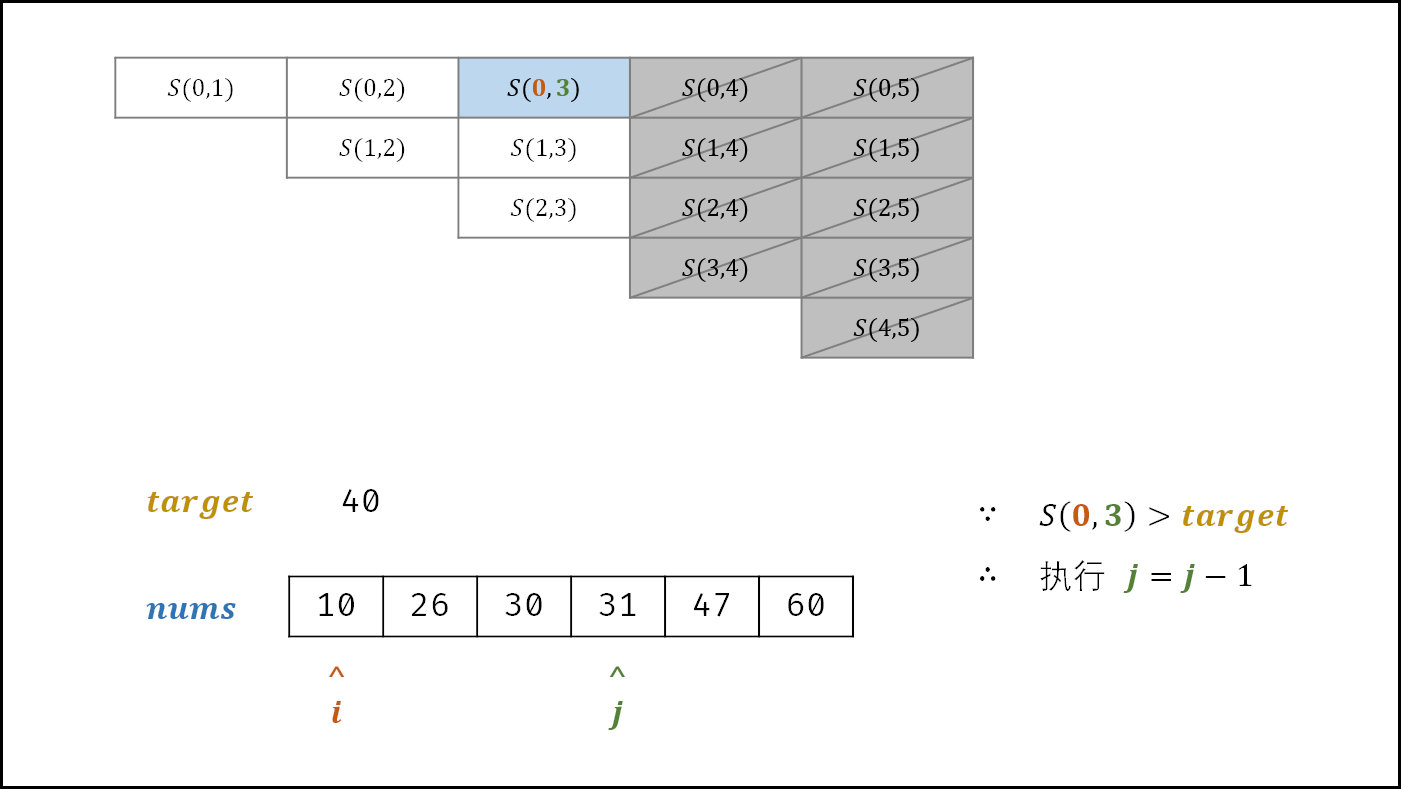 S(0,1) S(0,2) S(0,3) S(0,4) S(0,5)
S(1,2) S(1,3) S(1,4) S(1,5)
S(2,3) S(2,4) S(2,5)
S(3,4) S(3,5)
S(4,5)
target 40
∵ S(0,3) > target
∴ 执行 j = j − 1
nums 10 26 30 31 47 60
^ ^
i j